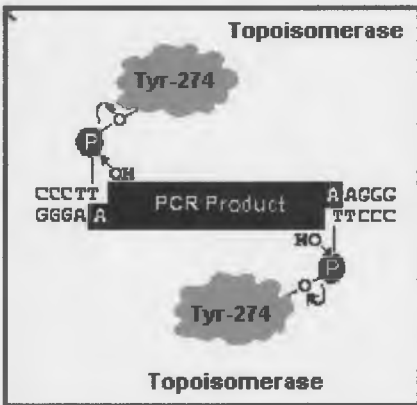 Topoisomerase
Tyr-274
O
P
OH
CCCTT
GGGA A
PCR Product
A AGGG
TTCCC
HO
P
O
Tyr-274
Topoisomerase